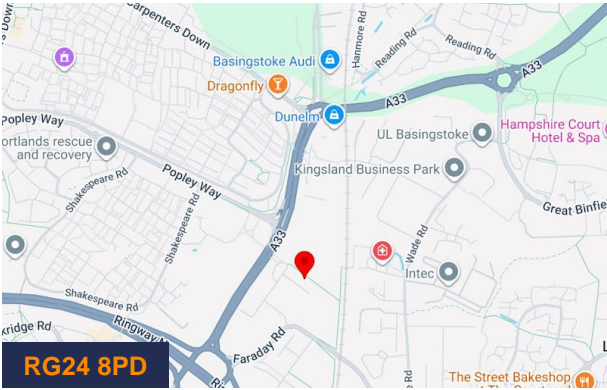 Carpenters Down
Hanmore Rd
Reading Rd
Reading Rd
A33
Basingstoke Audi
Dragonfly
Dunelm
A33
UL Basingstoke
Hampshire Court
Hotel & Spa
Popley Way
ortlands rescue
and recovery
Popley Way
Kingsland Business Park
Shakespeare Rd
Shakespeare Rd
Great Binfie
A33
Wade Rd
Intec
Shakespeare Rd
kridge Rd
Ringway N
Faraday Rd
RG24 8PD
The Street Bakeshop